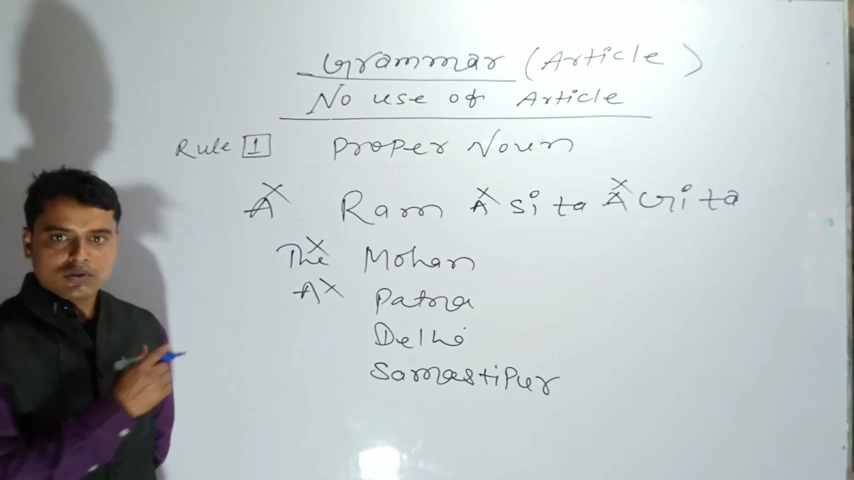 Grammar (Article)
No use of Article
Rule 1 Proper Noun
A X Ram A X Sita A X Gita
The X Mohan
A X Patna
Delhi
Samastipur